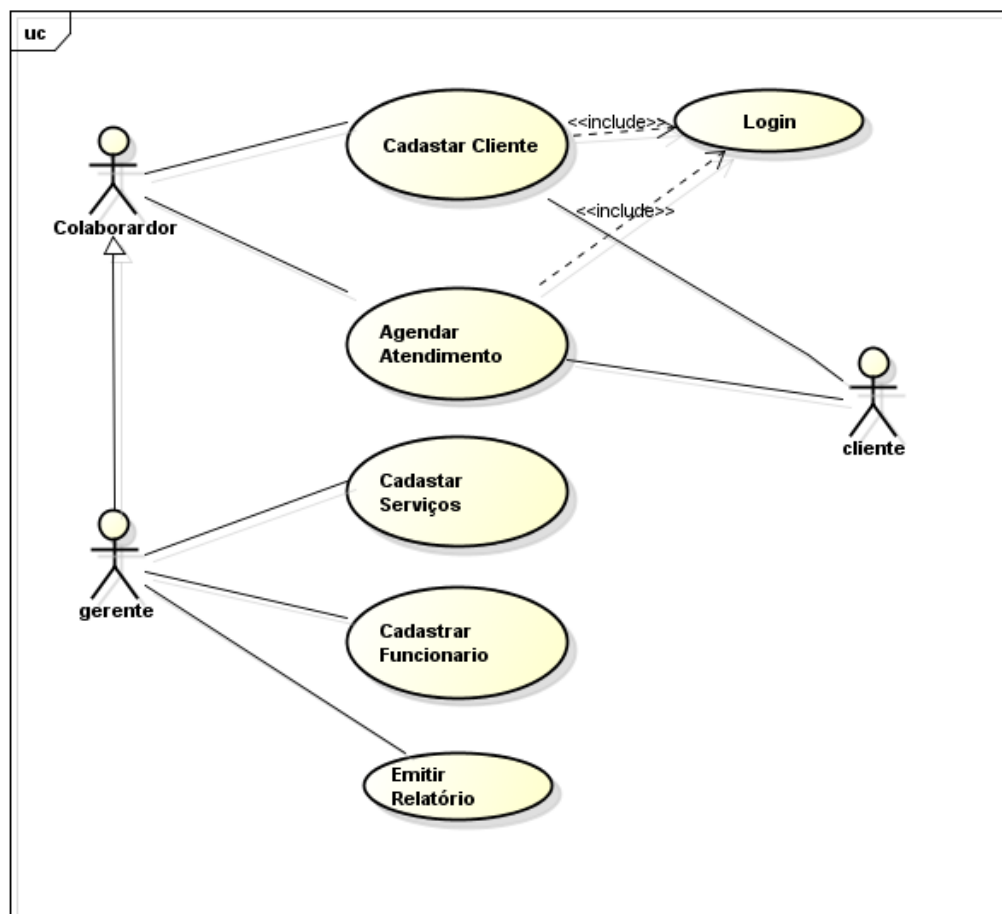 uc
Cadastar Cliente
<<include>>
Login
Colaborardor
<<include>>
Agendar
Atendimento
cliente
Cadastar
Serviços
gerente
Cadastrar
Funcionario
Emitir
Relatório